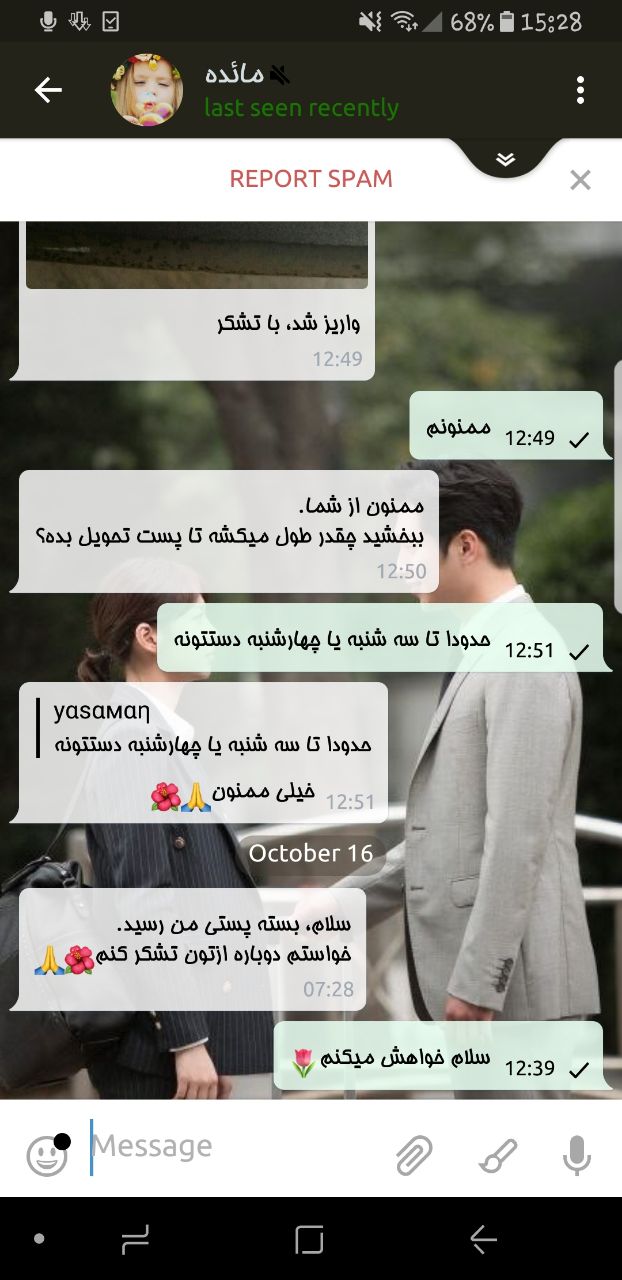 68% 15:28
مائده
last seen recently
REPORT SPAM
واریز شد، با تشکر
12:49
ممنونم 12:49
ممنون از شما.
ببخشید چقدر طول میکشه تا پست تحویل بده؟
12:50
حدودا تا سه شنبه یا چهارشنبه دستتونه 12:51
yαsαмαη
حدودا تا سه شنبه یا چهارشنبه دستتونه
خیلی ممنون🙏🌺 12:51
October 16
سلام، بسته پستی من رسید.
خواستم دوباره ازتون تشکر کنم🌺🙏
07:28
سلام خواهش میکنم🌷 12:39
Message